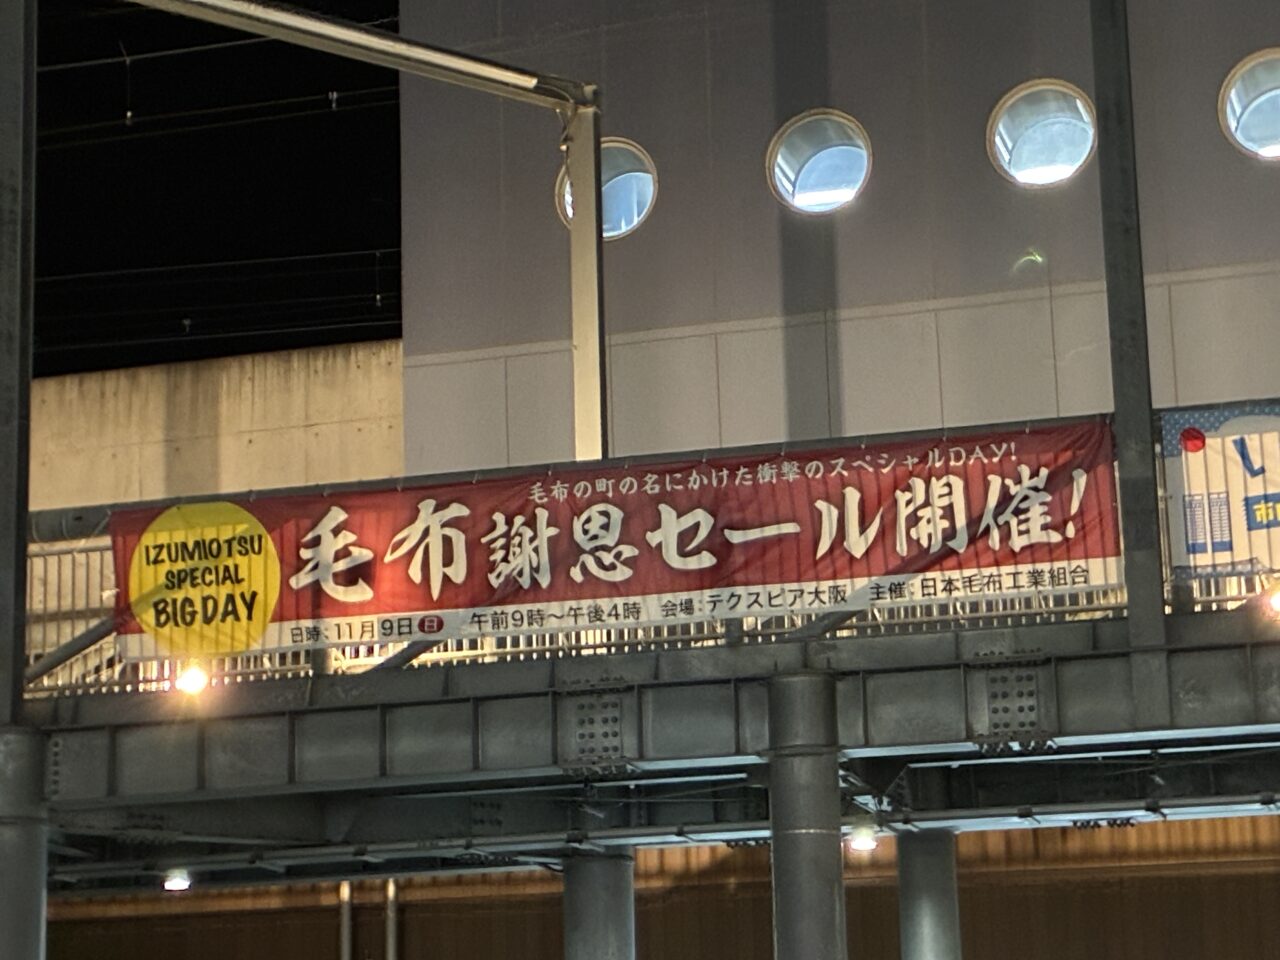 IZUMIOTSU
SPECIAL
BIG DAY
毛布の町の名にかけた衝撃のスペシャルDAY!
毛布謝恩セール開催!
日時:11月9日㊐ 午前9時〜午後4時 会場:テクスピア大阪 主催:日本毛布工業組合
市